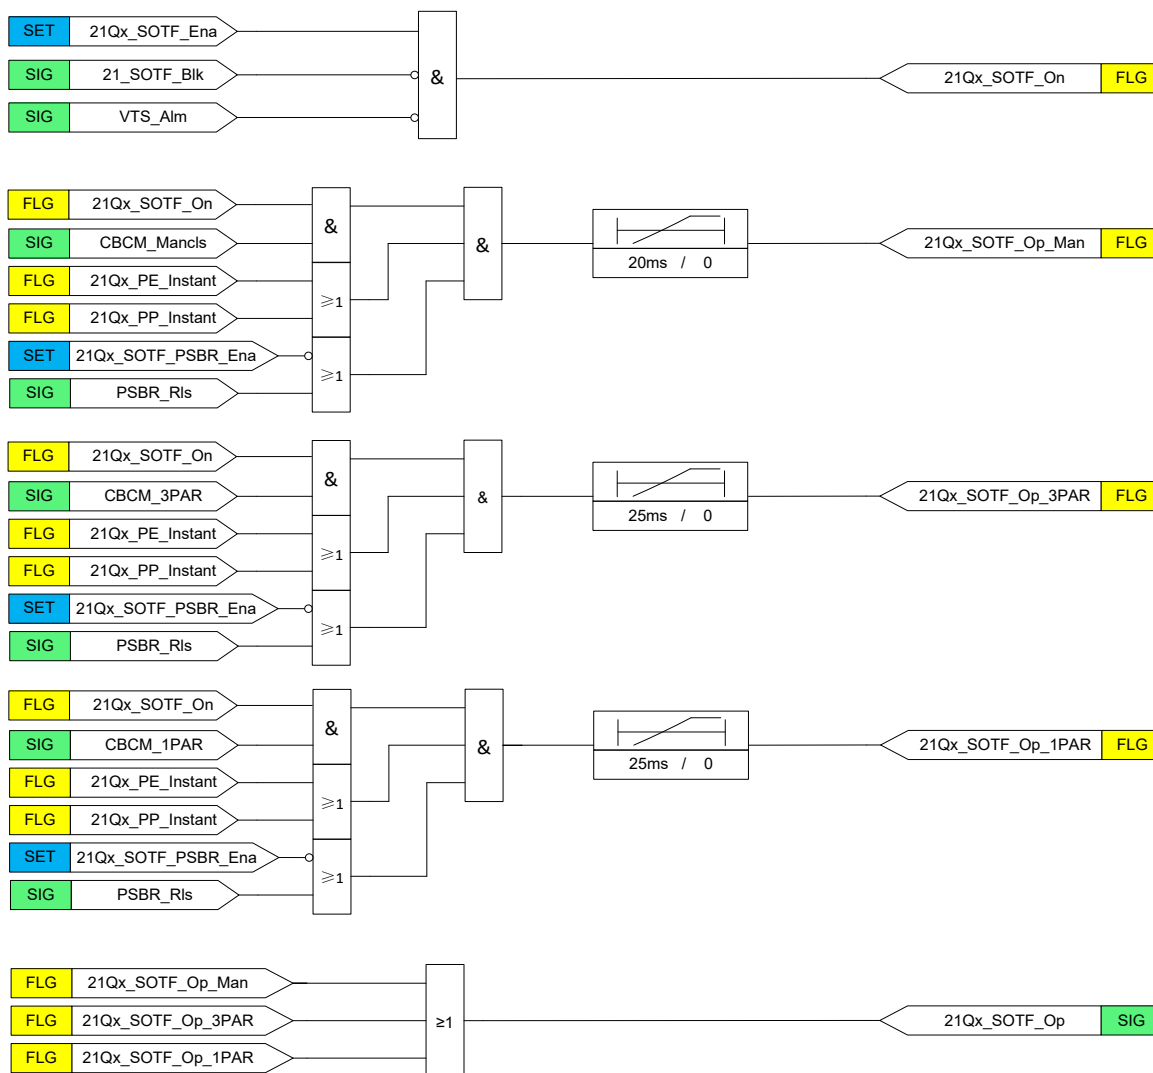 SET 21Qx_SOTF_Ena
SIG 21_SOTF_Blk
SIG VTS_Alm
&
21Qx_SOTF_On FLG
FLG 21Qx_SOTF_On
SIG CBCM_Mancls
FLG 21Qx_PE_Instant
FLG 21Qx_PP_Instant
SET 21Qx_SOTF_PSBR_Ena
SIG PSBR_Rls
&
⩾1
⩾1
&
20ms / 0
21Qx_SOTF_Op_Man FLG
FLG 21Qx_SOTF_On
SIG CBCM_3PAR
FLG 21Qx_PE_Instant
FLG 21Qx_PP_Instant
SET 21Qx_SOTF_PSBR_Ena
SIG PSBR_Rls
&
⩾1
⩾1
&
25ms / 0
21Qx_SOTF_Op_3PAR FLG
FLG 21Qx_SOTF_On
SIG CBCM_1PAR
FLG 21Qx_PE_Instant
FLG 21Qx_PP_Instant
SET 21Qx_SOTF_PSBR_Ena
SIG PSBR_Rls
&
⩾1
⩾1
&
25ms / 0
21Qx_SOTF_Op_1PAR FLG
FLG 21Qx_SOTF_Op_Man
FLG 21Qx_SOTF_Op_3PAR
FLG 21Qx_SOTF_Op_1PAR
≥1
21Qx_SOTF_Op SIG